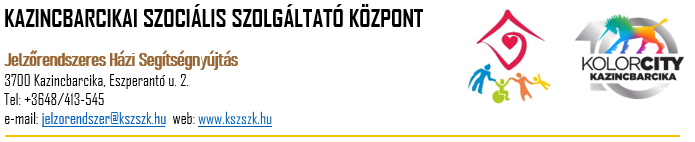 KAZINCBARCIKAI SZOCIÁLIS SZOLGÁLTATÓ KÖZPONT
Jelzőrendszeres Házi Segítségnyújtás
3700 Kazincbarcika, Eszperantó u. 2.
Tel: +3648/413-545
e-mail: jelzorendszer@kszszk.hu web: www.kszszk.hu
10
KOLORCITY
KAZINCBARCIKA